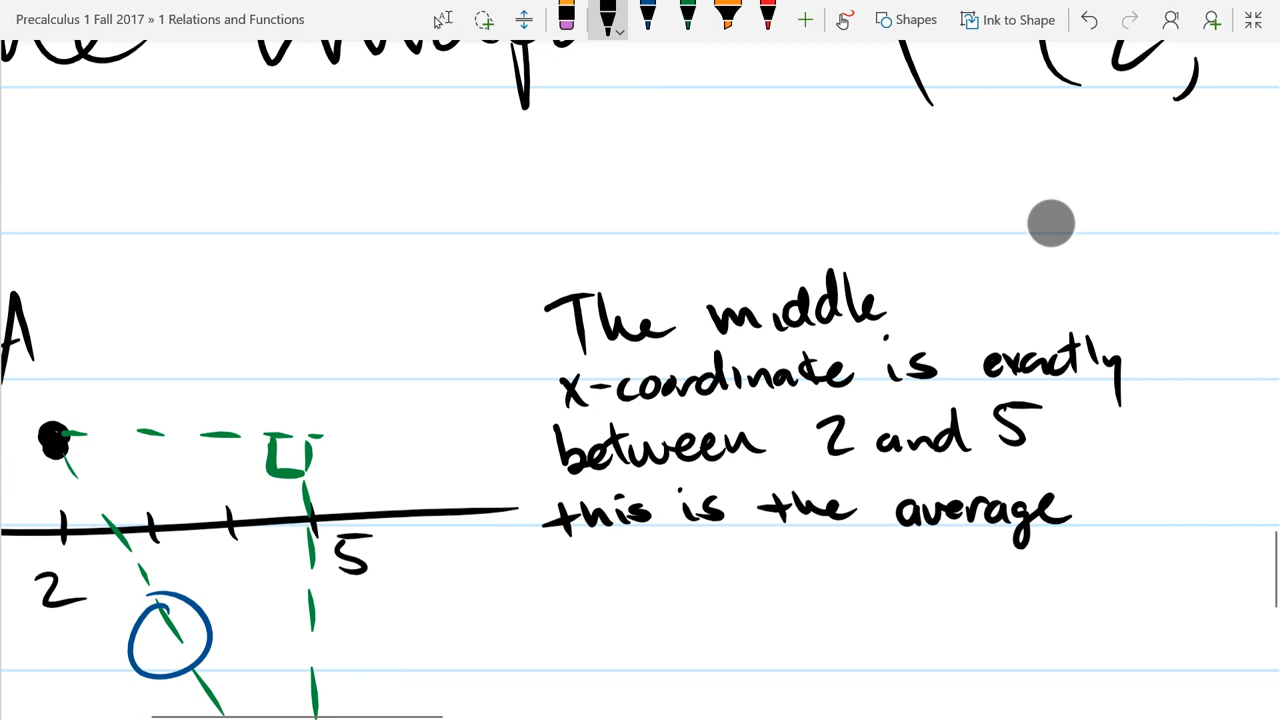 Precalculus 1 Fall 2017 » 1 Relations and Functions
Shapes
Ink to Shape
A
The middle
x-coordinate is exactly
between 2 and 5
this is the average
2
5